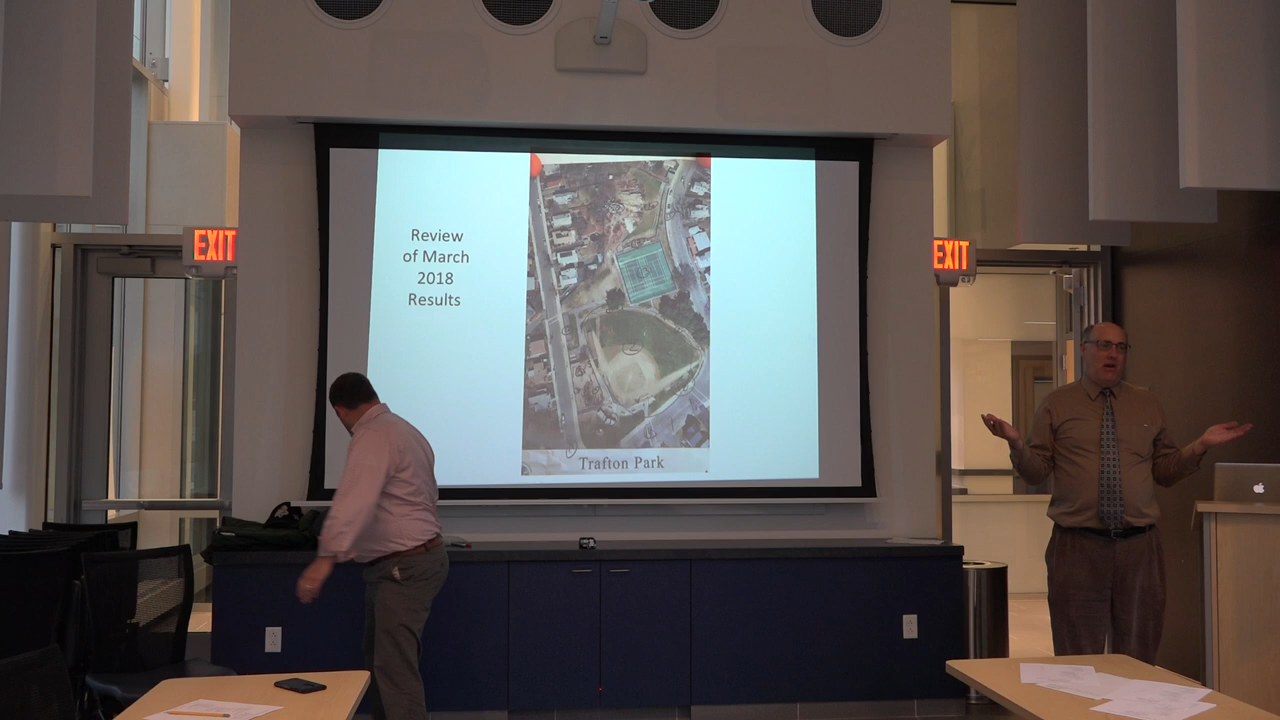 Review
of March
2018
Results
Trafton Park
EXIT
EXIT